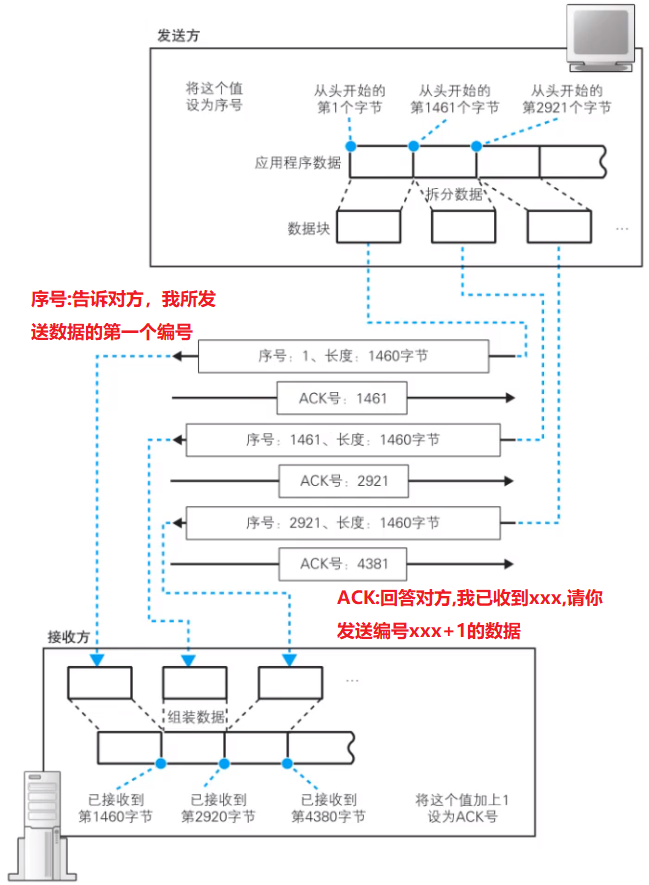 发送方
将这个值
设为序号
从头开始的
第1个字节
从头开始的
第1461个字节
从头开始的
第2921个字节
应用程序数据
拆分数据
数据块
...
序号:告诉对方，我所发
送数据的第一个编号
序号：1、长度：1460字节
ACK号：1461
序号：1461、长度：1460字节
ACK号：2921
序号：2921、长度：1460字节
ACK号：4381
ACK:回答对方,我已收到xxx,请你
发送编号xxx+1的数据
接收方
...
组装数据
已接收到
第1460字节
已接收到
第2920字节
已接收到
第4380字节
将这个值加上1
设为ACK号